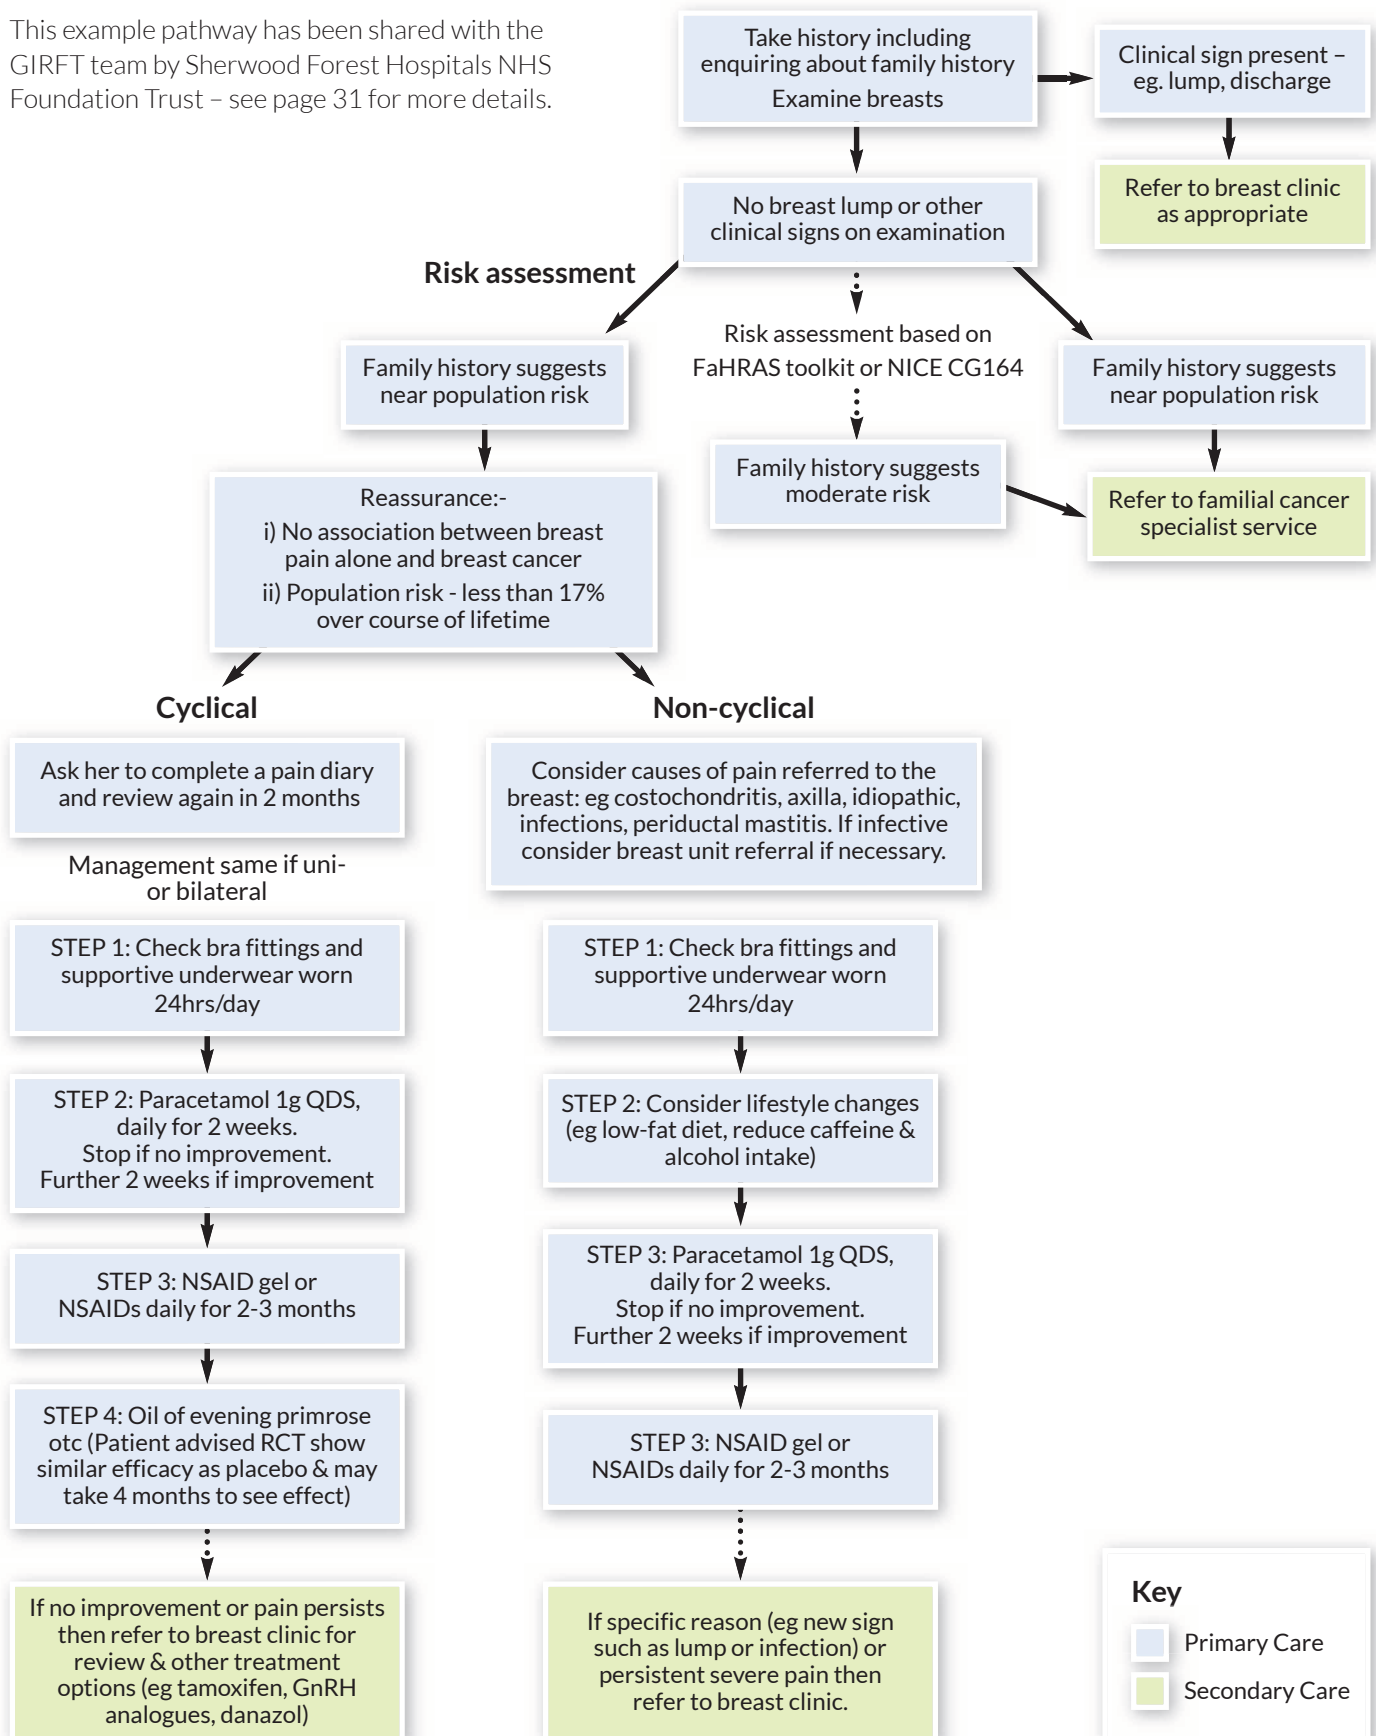 This example pathway has been shared with the
GIRFT team by Sherwood Forest Hospitals NHS
Foundation Trust – see page 31 for more details.
Take history including
enquiring about family history
Examine breasts
Clinical sign present –
eg. lump, discharge
Refer to breast clinic
as appropriate
No breast lump or other
clinical signs on examination
Risk assessment
Risk assessment based on
FaHRAS toolkit or NICE CG164
Family history suggests
near population risk
Family history suggests
near population risk
Family history suggests
moderate risk
Refer to familial cancer
specialist service
Reassurance:-
i) No association between breast
pain alone and breast cancer
ii) Population risk - less than 17%
over course of lifetime
Cyclical
Ask her to complete a pain diary
and review again in 2 months
Management same if uni-
or bilateral
STEP 1: Check bra fittings and
supportive underwear worn
24hrs/day
STEP 2: Paracetamol 1g QDS,
daily for 2 weeks.
Stop if no improvement.
Further 2 weeks if improvement
STEP 3: NSAID gel or
NSAIDs daily for 2-3 months
STEP 4: Oil of evening primrose
otc (Patient advised RCT show
similar efficacy as placebo & may
take 4 months to see effect)
If no improvement or pain persists
then refer to breast clinic for
review & other treatment
options (eg tamoxifen, GnRH
analogues, danazol)
Non-cyclical
Consider causes of pain referred to the
breast: eg costochondritis, axilla, idiopathic,
infections, periductal mastitis. If infective
consider breast unit referral if necessary.
STEP 1: Check bra fittings and
supportive underwear worn
24hrs/day
STEP 2: Consider lifestyle changes
(eg low-fat diet, reduce caffeine &
alcohol intake)
STEP 3: Paracetamol 1g QDS,
daily for 2 weeks.
Stop if no improvement.
Further 2 weeks if improvement
STEP 3: NSAID gel or
NSAIDs daily for 2-3 months
If specific reason (eg new sign
such as lump or infection) or
persistent severe pain then
refer to breast clinic.
Key
Primary Care
Secondary Care